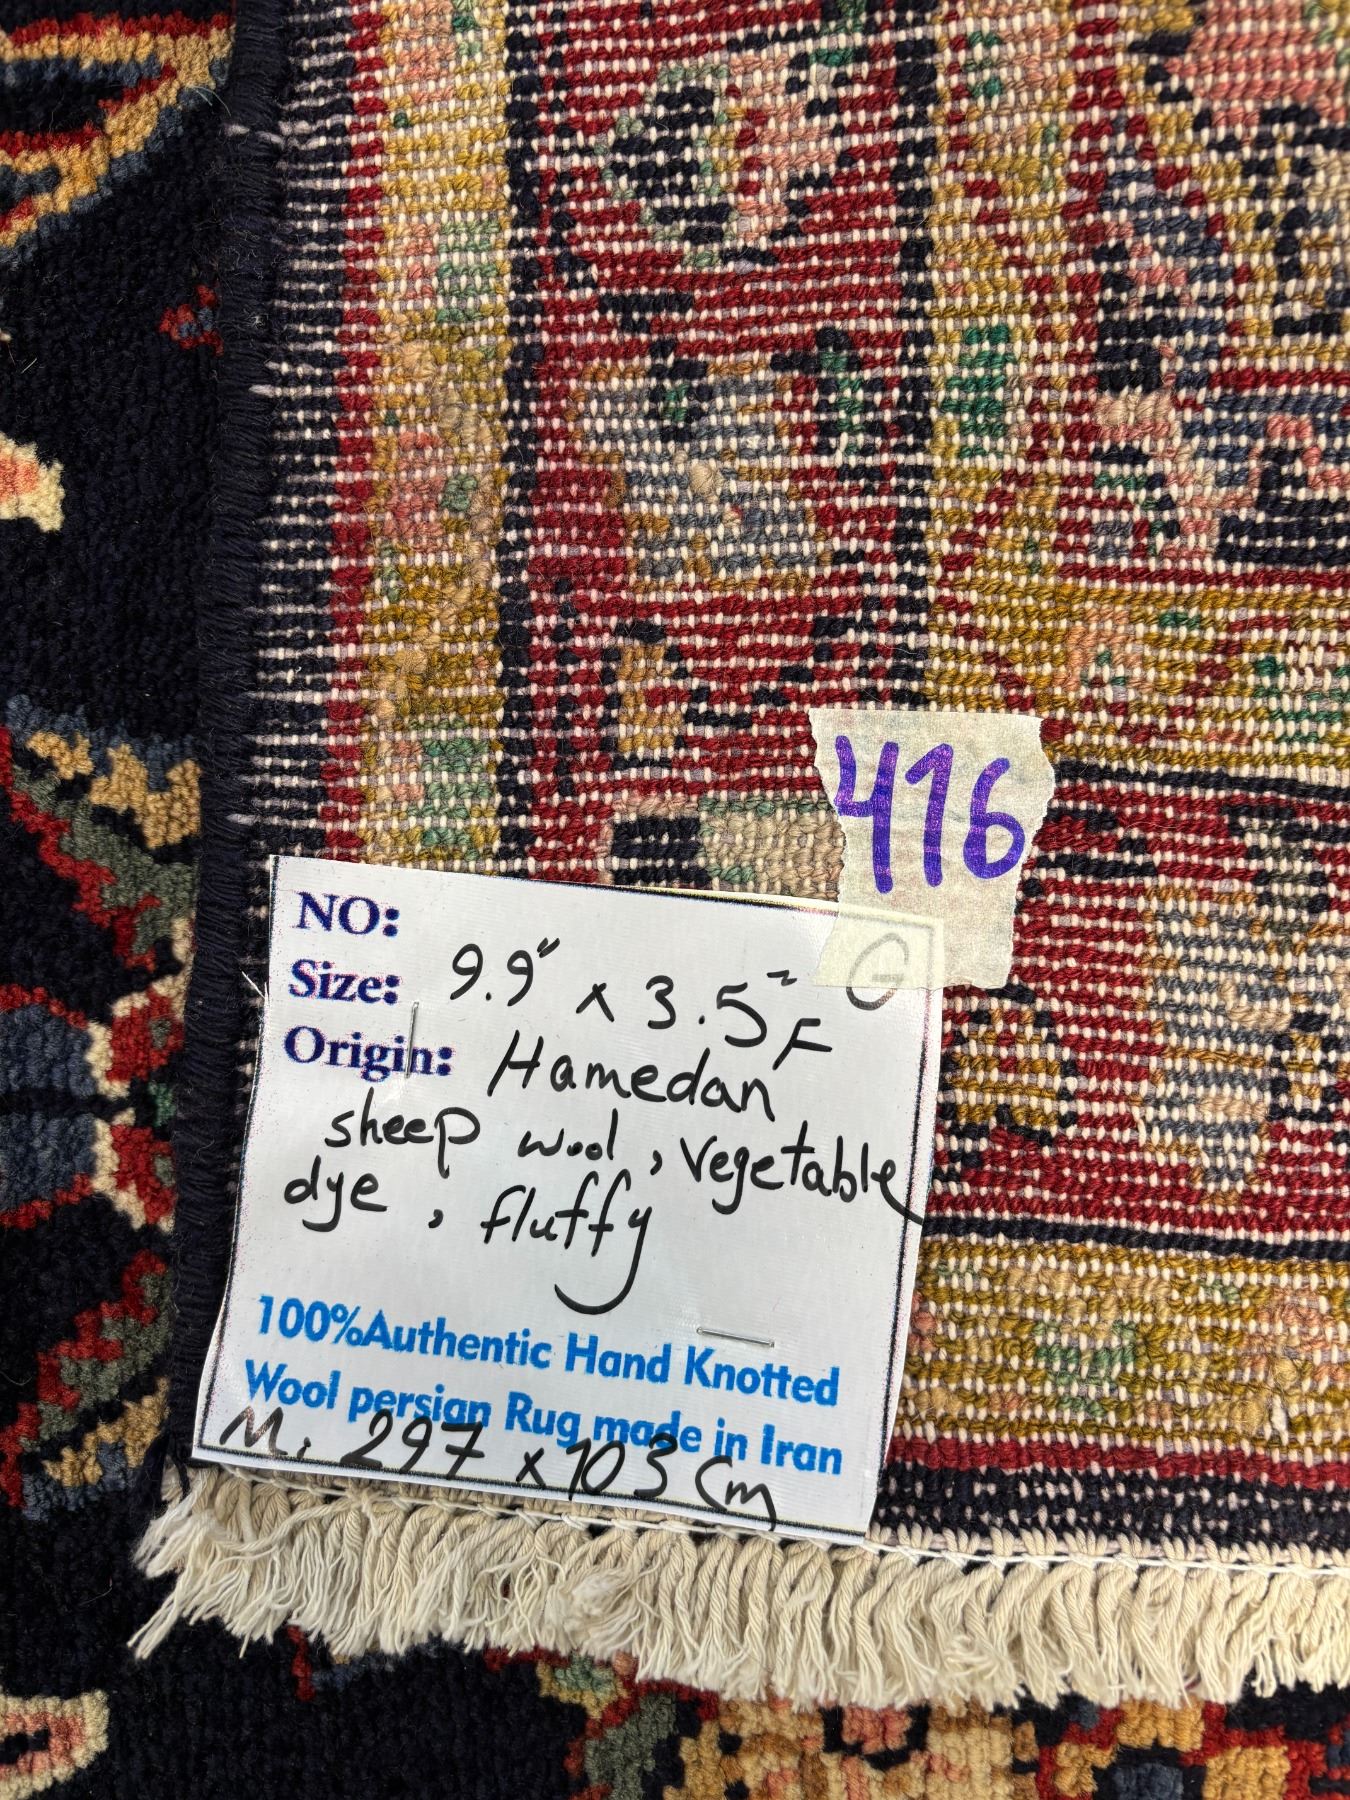 416
G
NO:
Size: 9.9" x 3.5" F
Origin: Hamedan
sheep wool, vegetable
dye, fluffy
100%Authentic Hand Knotted
Wool persian Rug made in Iran
M. 297 x 103 cm